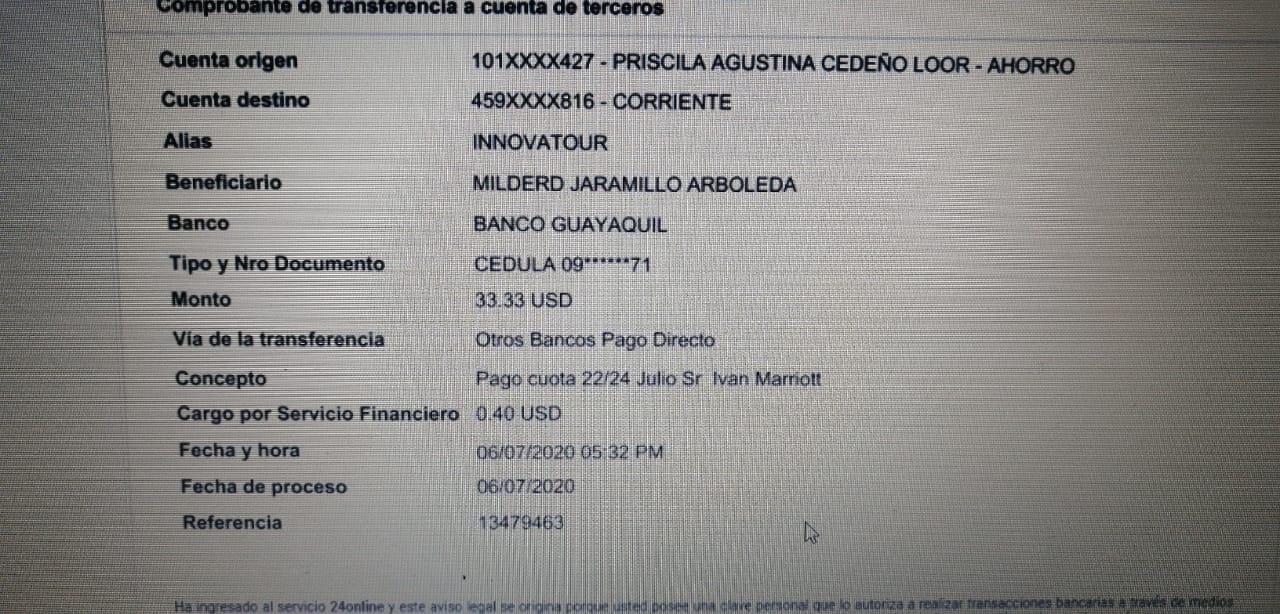 Comprobante de transferencia a cuenta de terceros
Cuenta origen 101XXXX427 - PRISCILA AGUSTINA CEDEÑO LOOR - AHORRO
Cuenta destino 459XXXX816 - CORRIENTE
Alias INNOVATOUR
Beneficiario MILDERD JARAMILLO ARBOLEDA
Banco BANCO GUAYAQUIL
Tipo y Nro Documento CEDULA 09******71
Monto 33.33 USD
Vía de la transferencia Otros Bancos Pago Directo
Concepto Pago cuota 22/24 Julio Sr Ivan Marriott
Cargo por Servicio Financiero 0.40 USD
Fecha y hora 06/07/2020 05:32 PM
Fecha de proceso 06/07/2020
Referencia 13479463
Ha ingresado al servicio 24online y este aviso legal se origina porque usted posee una clave personal que lo autoriza a realizar transacciones bancarias a través de medios